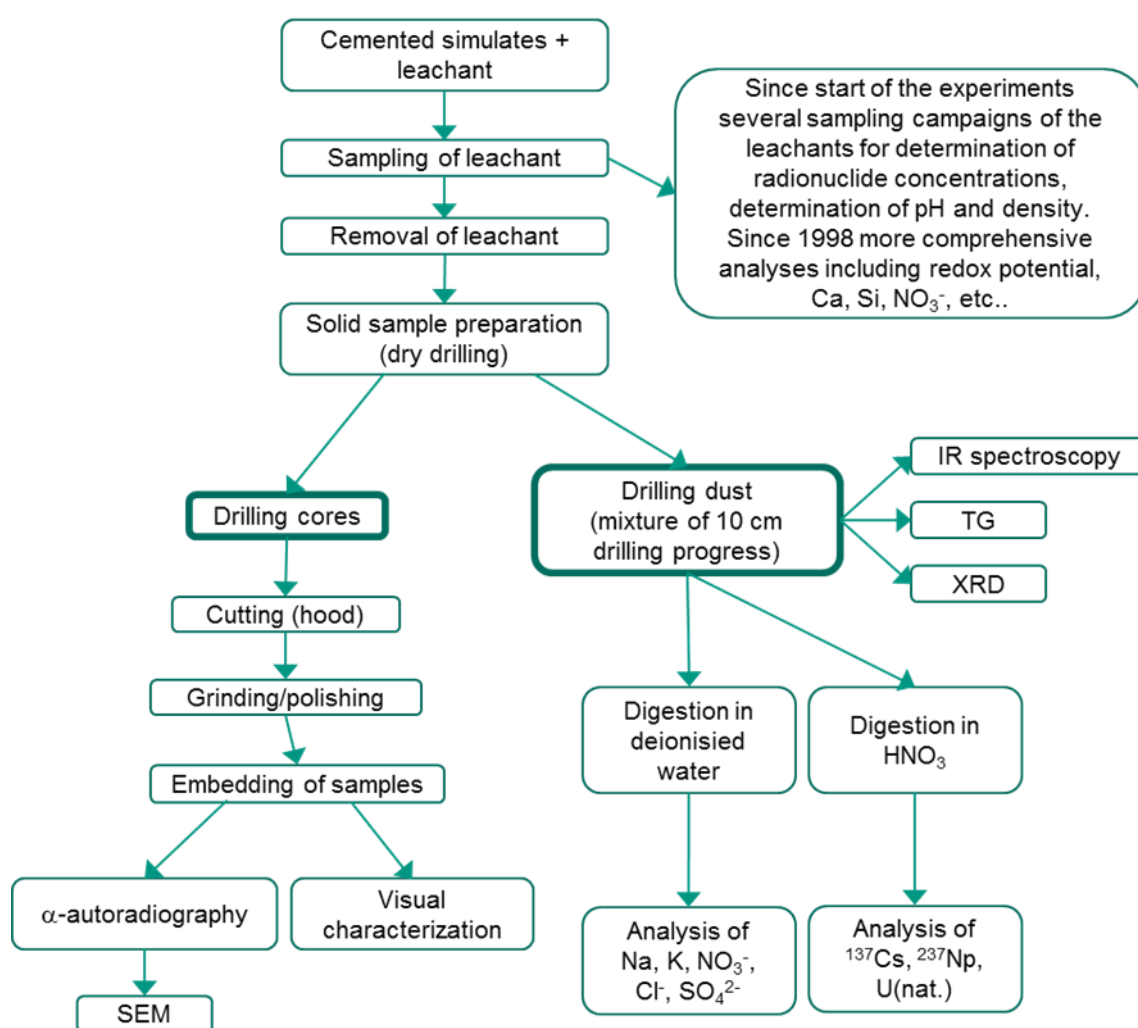 Cemented simulates +
leachant
Sampling of leachant
Since start of the experiments
several sampling campaigns of the
leachants for determination of
radionuclide concentrations,
determination of pH and density.
Since 1998 more comprehensive
analyses including redox potential,
Ca, Si, NO₃⁻, etc..
Removal of leachant
Solid sample preparation
(dry drilling)
Drilling cores
Cutting (hood)
Grinding/polishing
Embedding of samples
α-autoradiography
SEM
Visual
characterization
Drilling dust
(mixture of 10 cm
drilling progress)
IR spectroscopy
TG
XRD
Digestion in
deionisied
water
Analysis of
Na, K, NO₃⁻,
Cl⁻, SO₄²⁻
Digestion in
HNO₃
Analysis of
¹³⁷Cs, ²³⁷Np,
U(nat.)